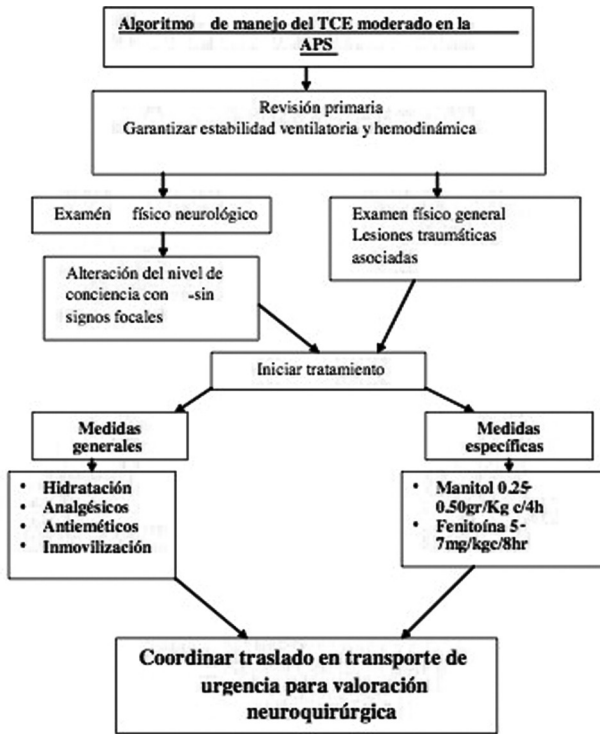 Algoritmo de manejo del TCE moderado en la
APS
Revisión primaria
Garantizar estabilidad ventilatoria y hemodinámica
Exámén físico neurológico
Examen físico general
Lesiones traumáticas
asociadas
Alteración del nivel de
conciencia con -sin
signos focales
Iniciar tratamiento
Medidas
generales
Medidas
específicas
• Hidratación
• Analgésicos
• Antieméticos
• Inmovilización
• Manitol 0.25-
0.50gr/Kg c/4h
• Fenitoína 5-
7mg/kgc/8hr
Coordinar traslado en transporte de
urgencia para valoración
neuroquirúrgica